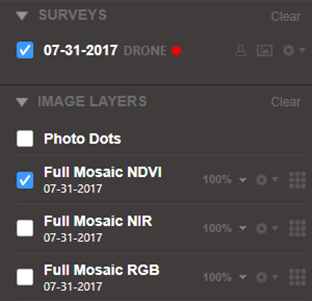 SURVEYS Clear
07-31-2017 DRONE
IMAGE LAYERS Clear
Photo Dots
Full Mosaic NDVI
07-31-2017
100%
Full Mosaic NIR
07-31-2017
100%
Full Mosaic RGB
07-31-2017
100%